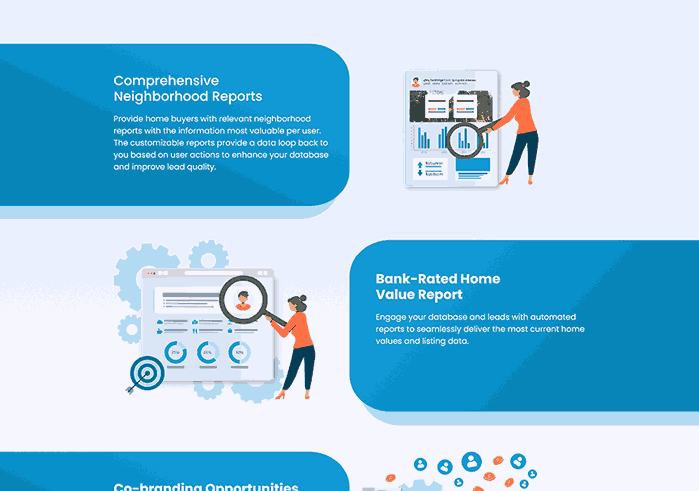 Comprehensive
Neighborhood Reports
Provide home buyers with relevant neighborhood
reports with the information most valuable per user.
The customizable reports provide a data loop back to
you based on user actions to enhance your database
and improve lead quality.
Bank-Rated Home
Value Report
Engage your database and leads with automated
reports to seamlessly deliver the most current home
values and listing data.
Co-branding Opportunities